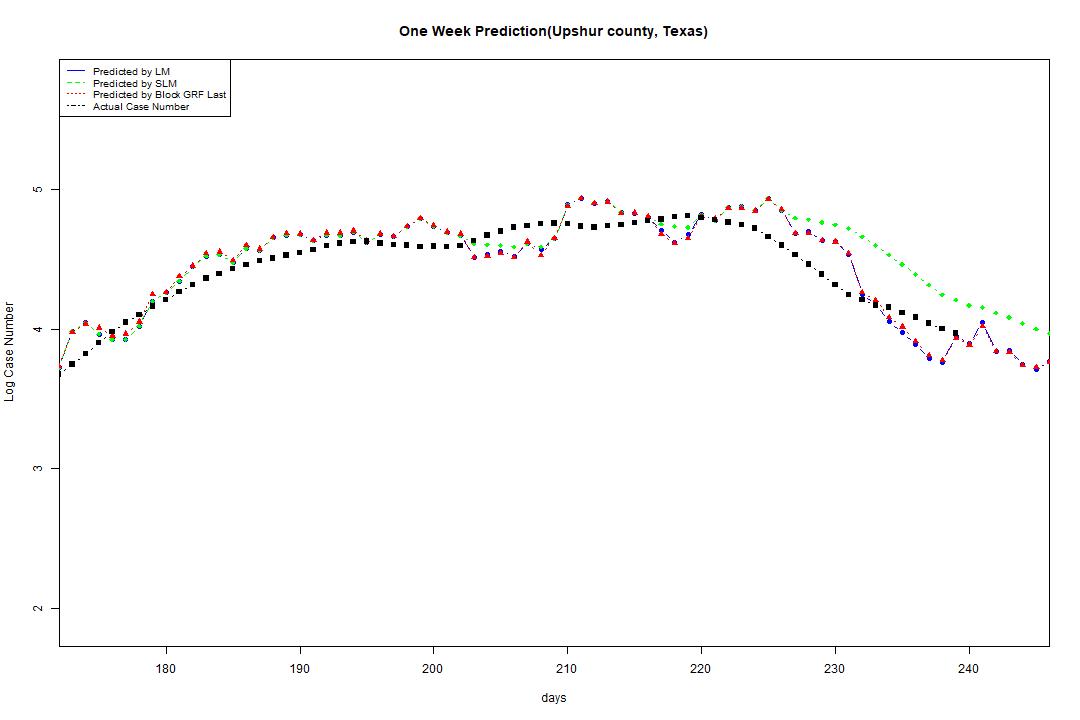 One Week Prediction(Upshur county, Texas)
Predicted by LM
Predicted by SLM
Predicted by Block GRF Last
Actual Case Number
5
4
3
2
Log Case Number
180 190 200 210 220 230 240
days